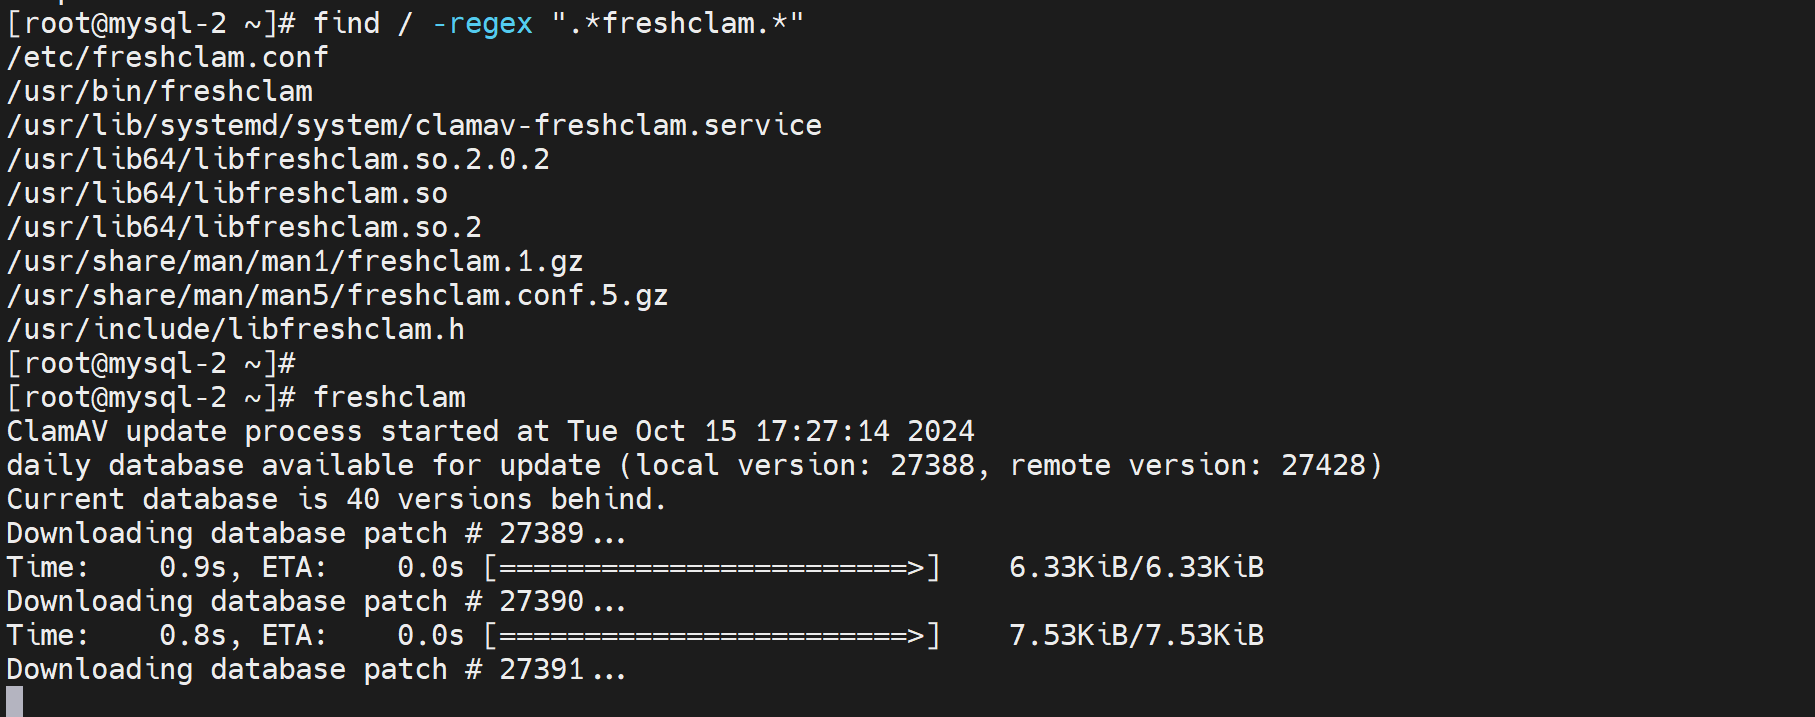 [root@mysql-2 ~]# find / -regex ".*freshclam.*"
/etc/freshclam.conf
/usr/bin/freshclam
/usr/lib/systemd/system/clamav-freshclam.service
/usr/lib64/libfreshclam.so.2.0.2
/usr/lib64/libfreshclam.so
/usr/lib64/libfreshclam.so.2
/usr/share/man/man1/freshclam.1.gz
/usr/share/man/man5/freshclam.conf.5.gz
/usr/include/libfreshclam.h
[root@mysql-2 ~]#
[root@mysql-2 ~]# freshclam
ClamAV update process started at Tue Oct 15 17:27:14 2024
daily database available for update (local version: 27388, remote version: 27428)
Current database is 40 versions behind.
Downloading database patch # 27389...
Time:    0.9s, ETA:    0.0s [========================>]    6.33KiB/6.33KiB
Downloading database patch # 27390...
Time:    0.8s, ETA:    0.0s [========================>]    7.53KiB/7.53KiB
Downloading database patch # 27391...